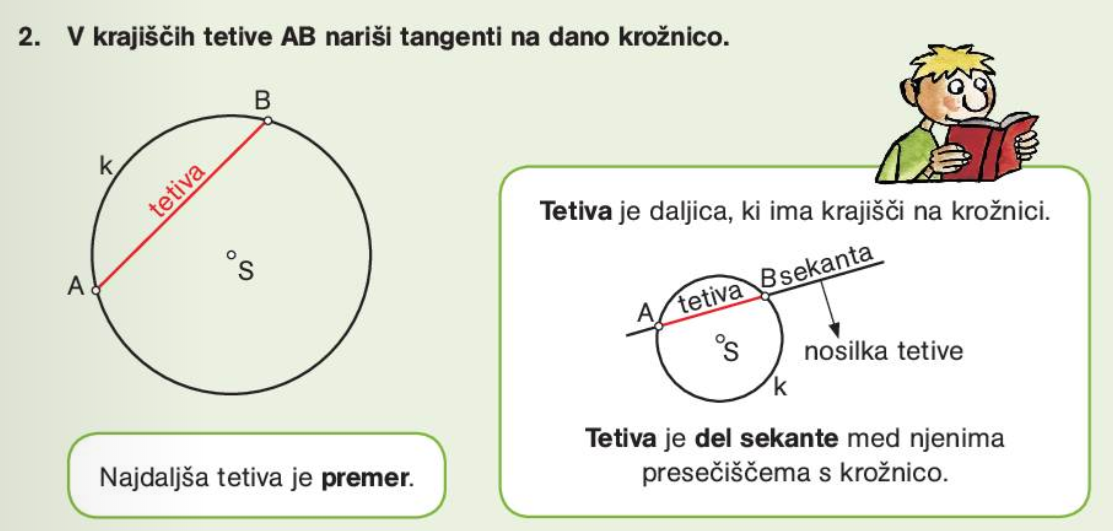 2. V krajiščih tetive AB nariši tangenti na dano krožnico.
B
k
tetiva
A
S
Najdaljša tetiva je premer.
Tetiva je daljica, ki ima krajišči na krožnici.
A
tetiva
B
sekanta
S
nosilka tetive
k
Tetiva je del sekante med njenima
presečiščema s krožnico.